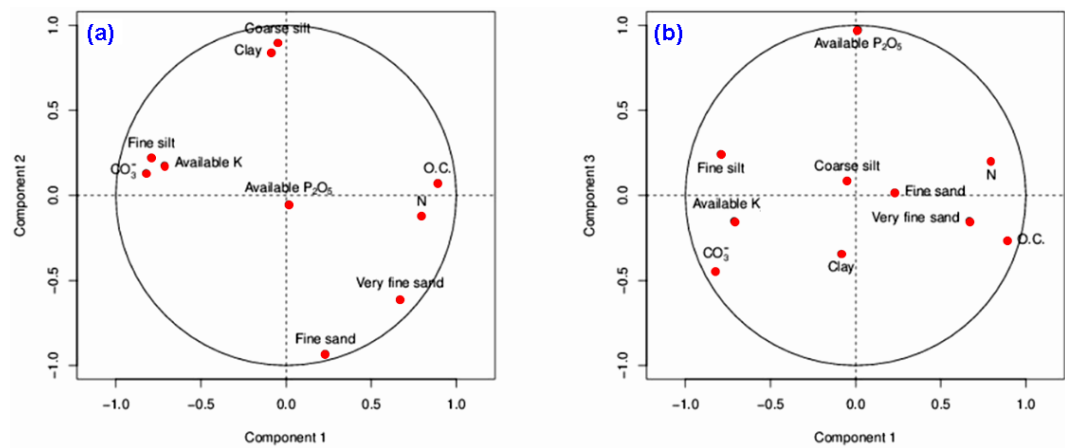 (a)
Coarse silt
Clay
Fine silt
CO₃⁻
Available K
Available P₂O₅
O.C.
N
Very fine sand
Fine sand
1.0
0.5
0.0
−0.5
−1.0
Component 2
−1.0
−0.5
0.0
0.5
1.0
Component 1
(b)
Available P₂O₅
Fine silt
Coarse silt
N
Available K
Fine sand
Very fine sand
CO₃⁻
O.C.
Clay
1.0
0.5
0.0
−0.5
−1.0
Component 3
−1.0
−0.5
0.0
0.5
1.0
Component 1